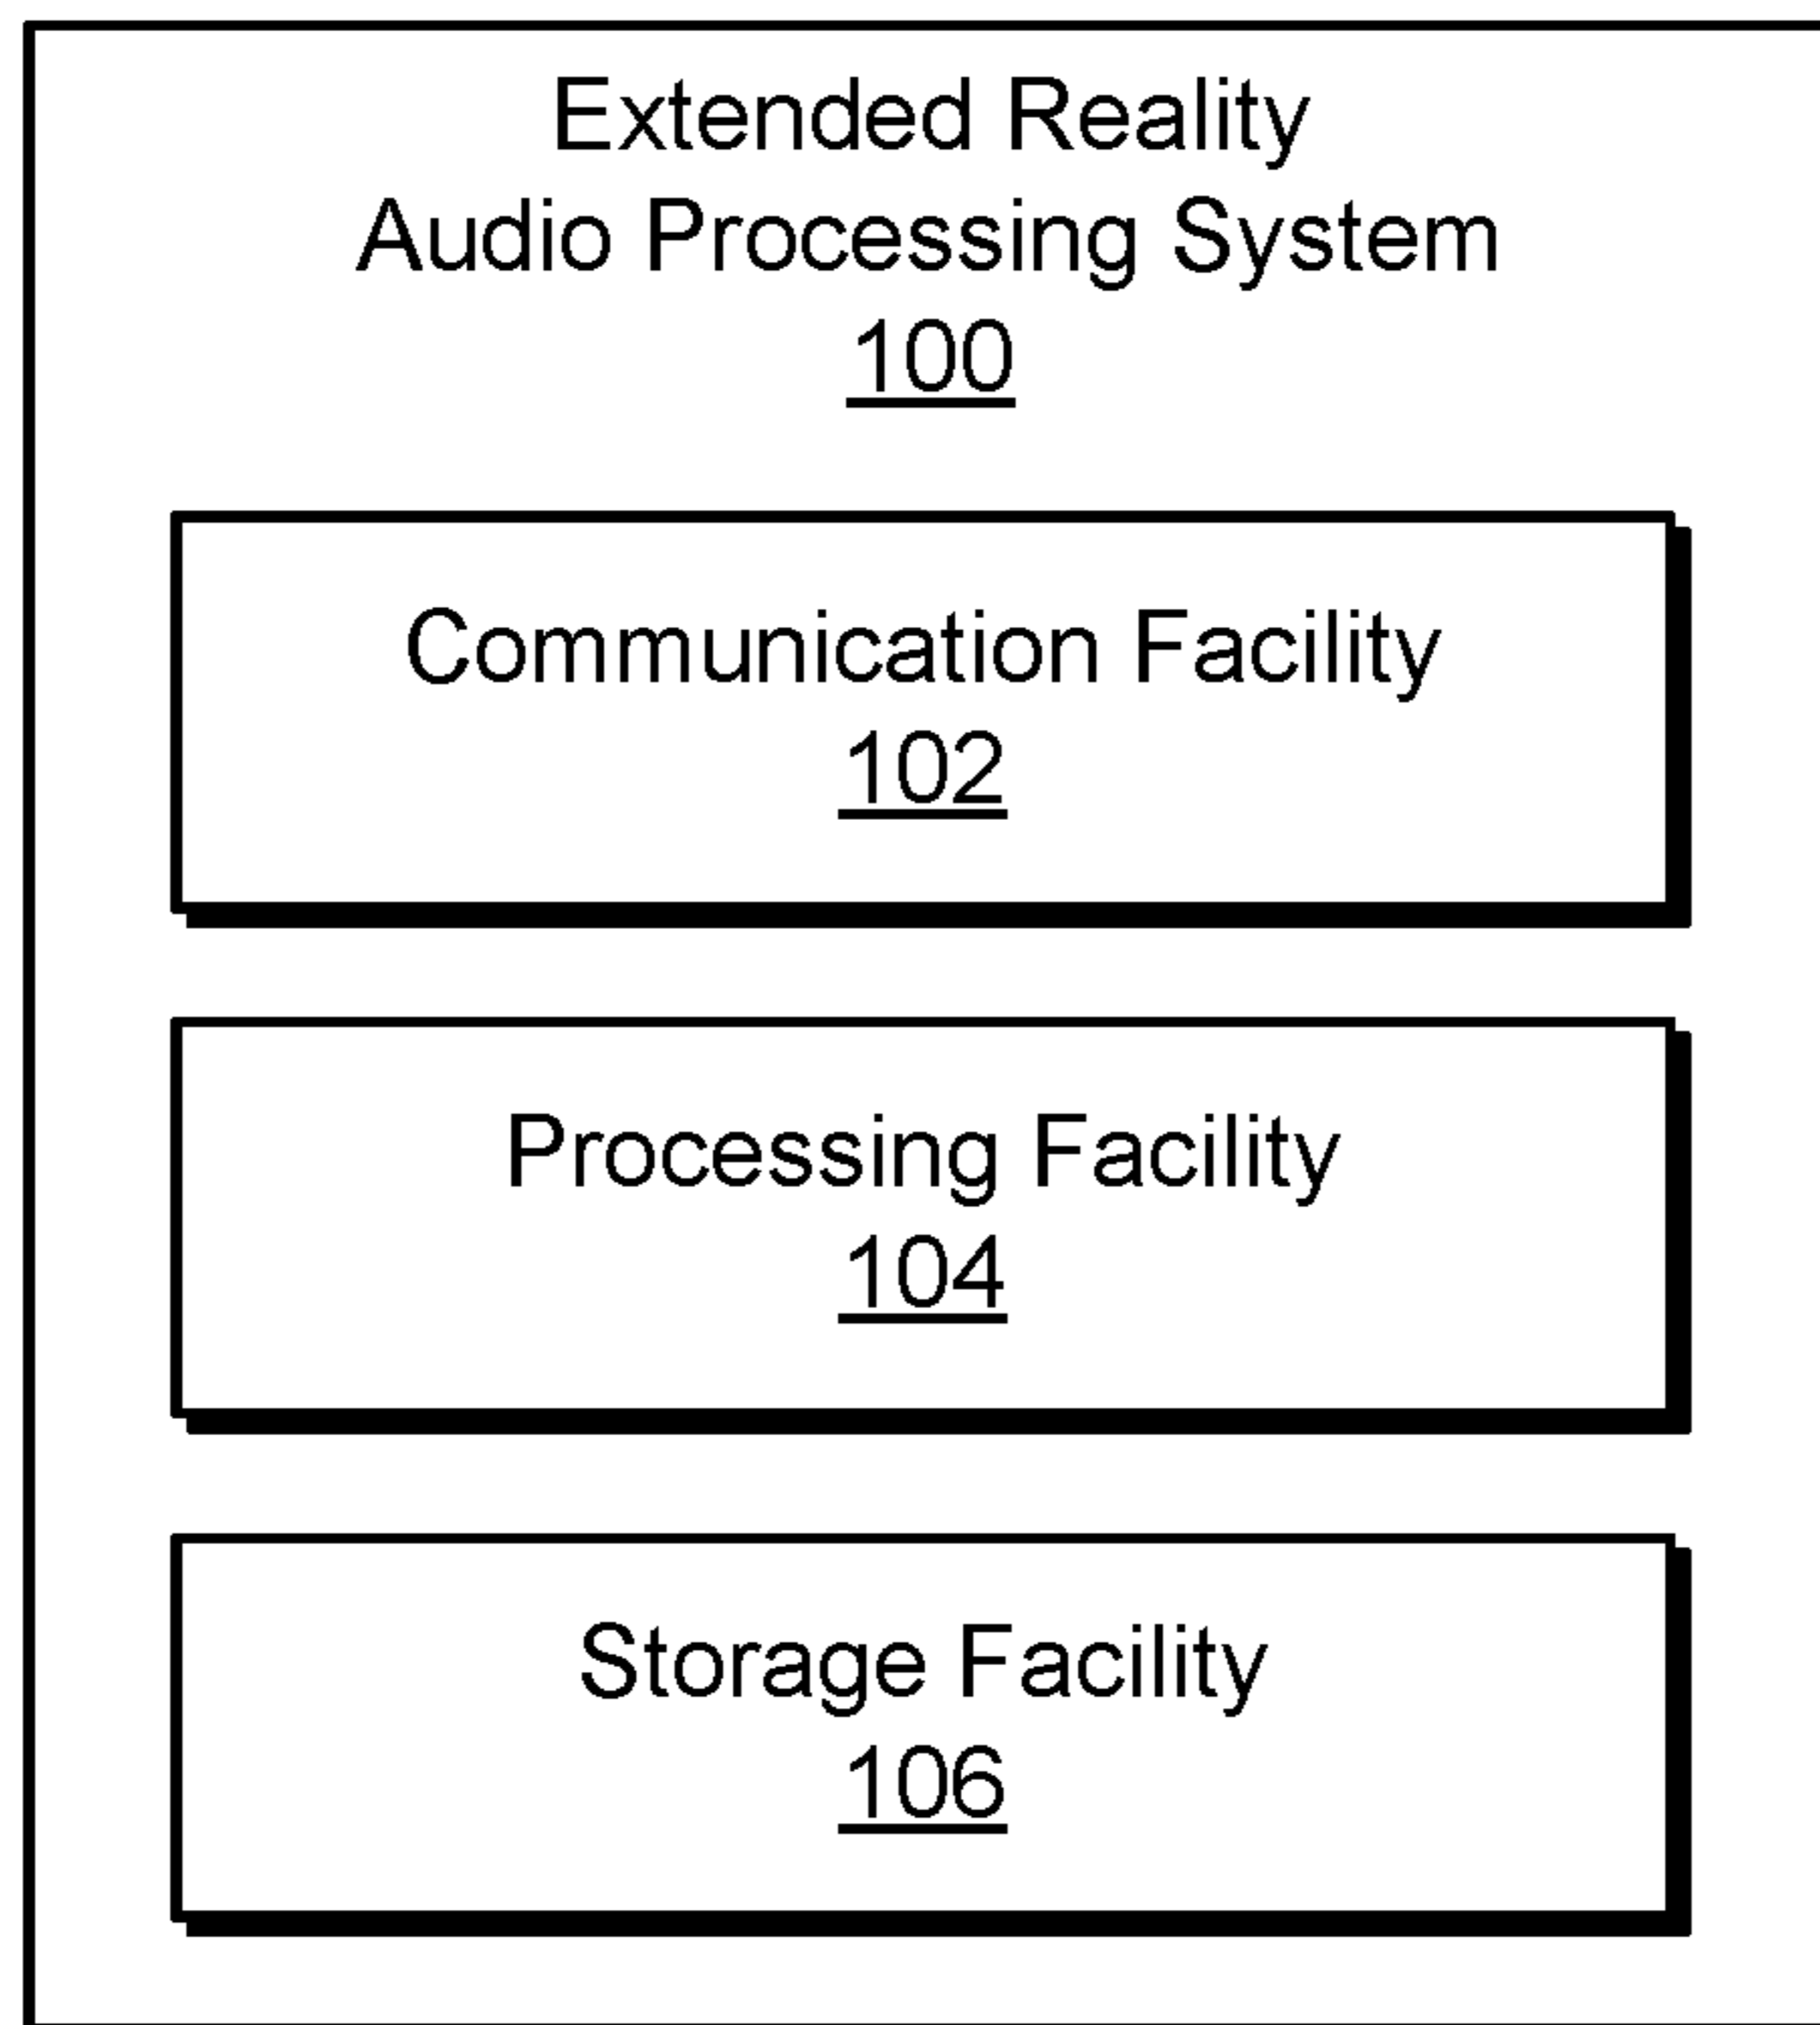 Extended Reality
Audio Processing System
100
Communication Facility
102
Processing Facility
104
Storage Facility
106